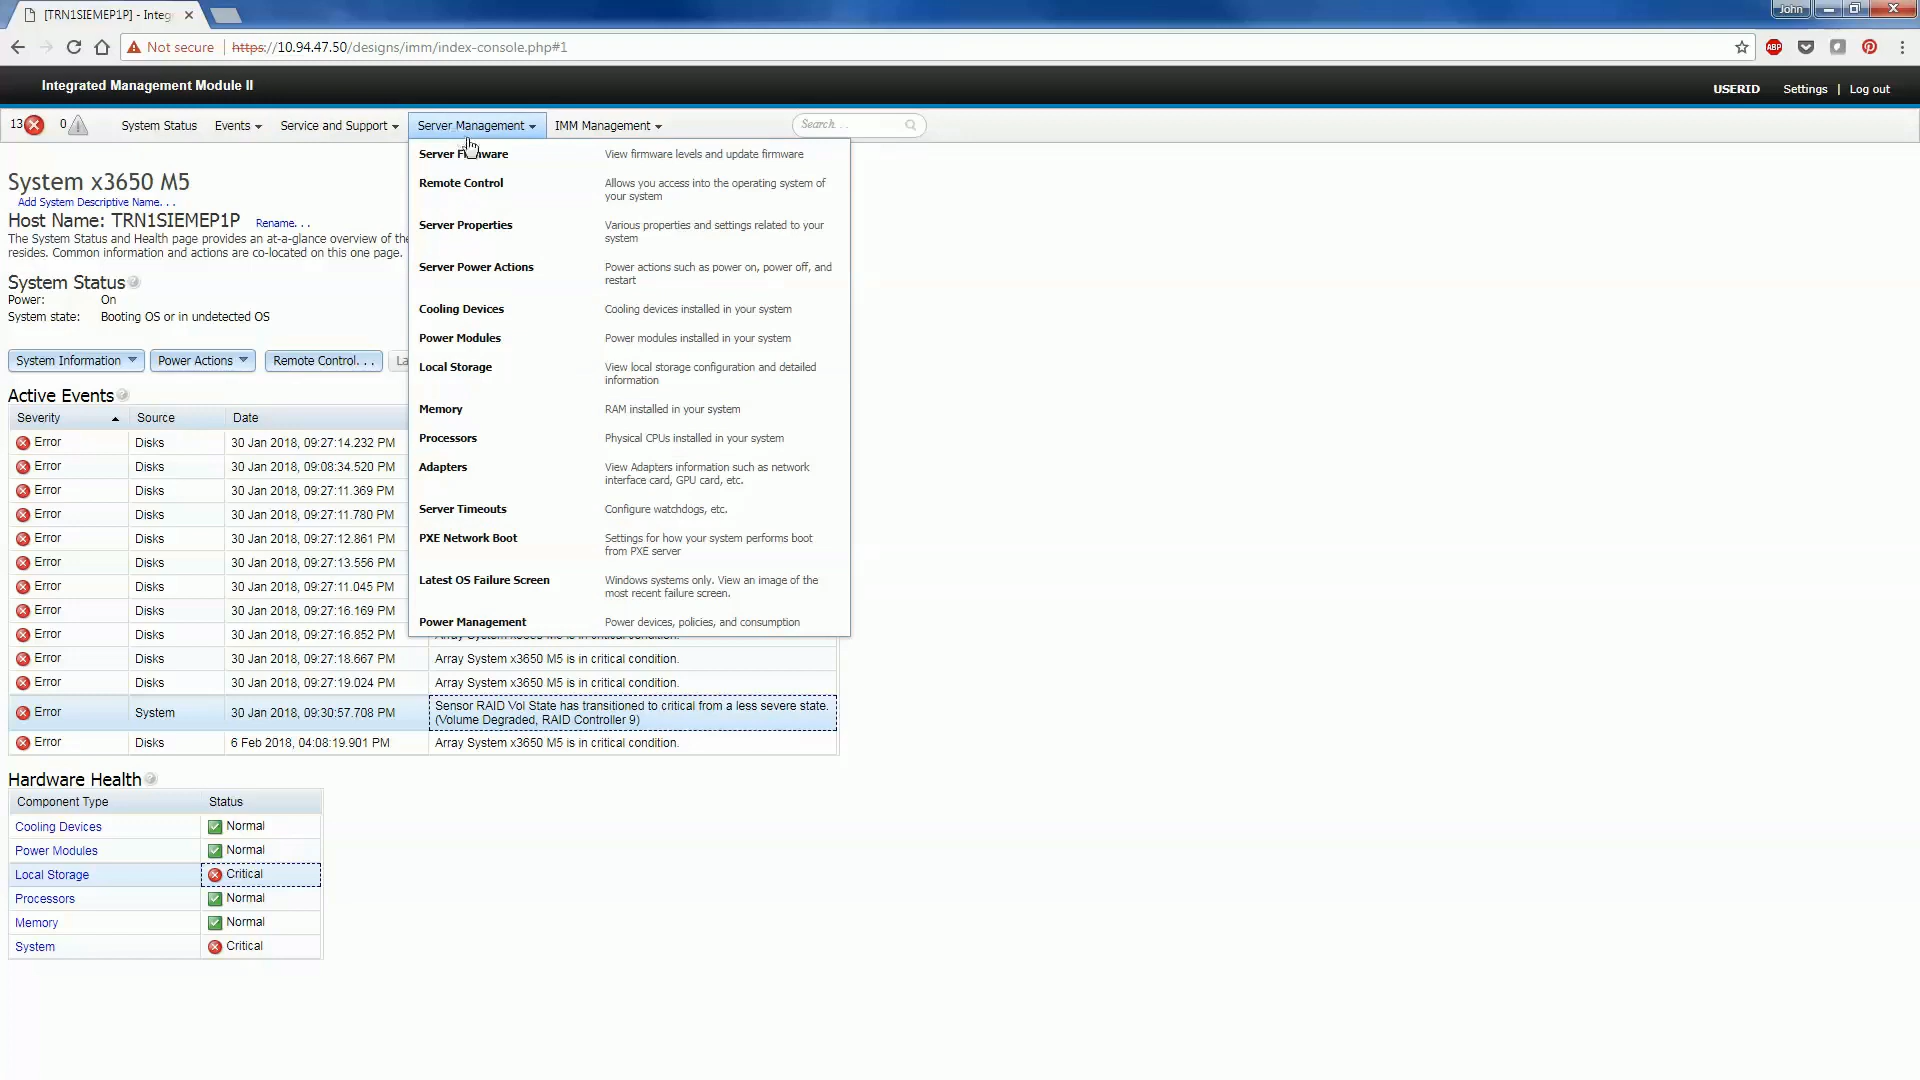 [TRN1SIEMEP1P] - Integ
John
Not secure
https://10.94.47.50/designs/imm/index-console.php#1
ABP
Integrated Management Module II
USERID
Settings | Log out
13
0
System Status
Events
Service and Support
Server Management
IMM Management
Search. . .
Server Firmware
View firmware levels and update firmware
Remote Control
Allows you access into the operating system of
your system
Server Properties
Various properties and settings related to your
system
Server Power Actions
Power actions such as power on, power off, and
restart
Cooling Devices
Cooling devices installed in your system
Power Modules
Power modules installed in your system
Local Storage
View local storage configuration and detailed
information
Memory
RAM installed in your system
Processors
Physical CPUs installed in your system
Adapters
View Adapters information such as network
interface card, GPU card, etc.
Server Timeouts
Configure watchdogs, etc.
PXE Network Boot
Settings for how your system performs boot
from PXE server
Latest OS Failure Screen
Windows systems only. View an image of the
most recent failure screen.
Power Management
Power devices, policies, and consumption
System x3650 M5
Add System Descriptive Name. . .
Host Name: TRN1SIEMEP1P Rename. . .
The System Status and Health page provides an at-a-glance overview of the
resides. Common information and actions are co-located on this one page.
System Status
Power: On
System state: Booting OS or in undetected OS
System Information
Power Actions
Remote Control. . .
La
Active Events
Severity Source Date
Error Disks 30 Jan 2018, 09:27:14.232 PM
Error Disks 30 Jan 2018, 09:08:34.520 PM
Error Disks 30 Jan 2018, 09:27:11.369 PM
Error Disks 30 Jan 2018, 09:27:11.780 PM
Error Disks 30 Jan 2018, 09:27:12.861 PM
Error Disks 30 Jan 2018, 09:27:13.556 PM
Error Disks 30 Jan 2018, 09:27:11.045 PM
Error Disks 30 Jan 2018, 09:27:16.169 PM
Error Disks 30 Jan 2018, 09:27:16.852 PM Array System x3650 M5 is in critical condition.
Error Disks 30 Jan 2018, 09:27:18.667 PM Array System x3650 M5 is in critical condition.
Error Disks 30 Jan 2018, 09:27:19.024 PM Array System x3650 M5 is in critical condition.
Error System 30 Jan 2018, 09:30:57.708 PM Sensor RAID Vol State has transitioned to critical from a less severe state.
(Volume Degraded, RAID Controller 9)
Error Disks 6 Feb 2018, 04:08:19.901 PM Array System x3650 M5 is in critical condition.
Hardware Health
Component Type Status
Cooling Devices Normal
Power Modules Normal
Local Storage Critical
Processors Normal
Memory Normal
System Critical